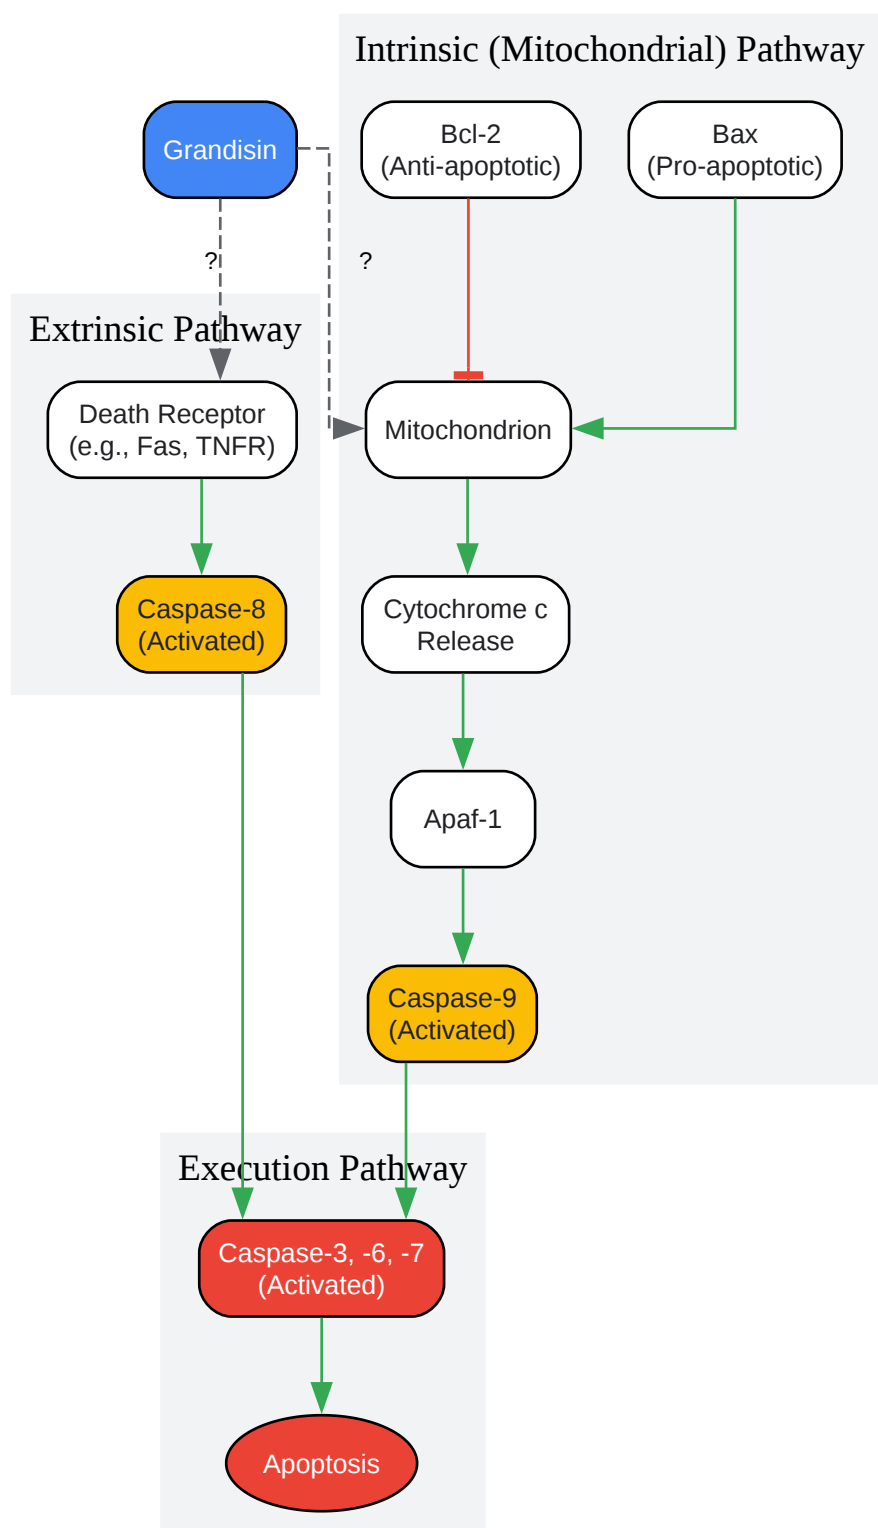 Intrinsic (Mitochondrial) Pathway
Grandisin
Bcl-2
(Anti-apoptotic)
Bax
(Pro-apoptotic)
?
?
Extrinsic Pathway
Death Receptor
(e.g., Fas, TNFR)
Mitochondrion
Caspase-8
(Activated)
Cytochrome c
Release
Apaf-1
Caspase-9
(Activated)
Execution Pathway
Caspase-3, -6, -7
(Activated)
Apoptosis